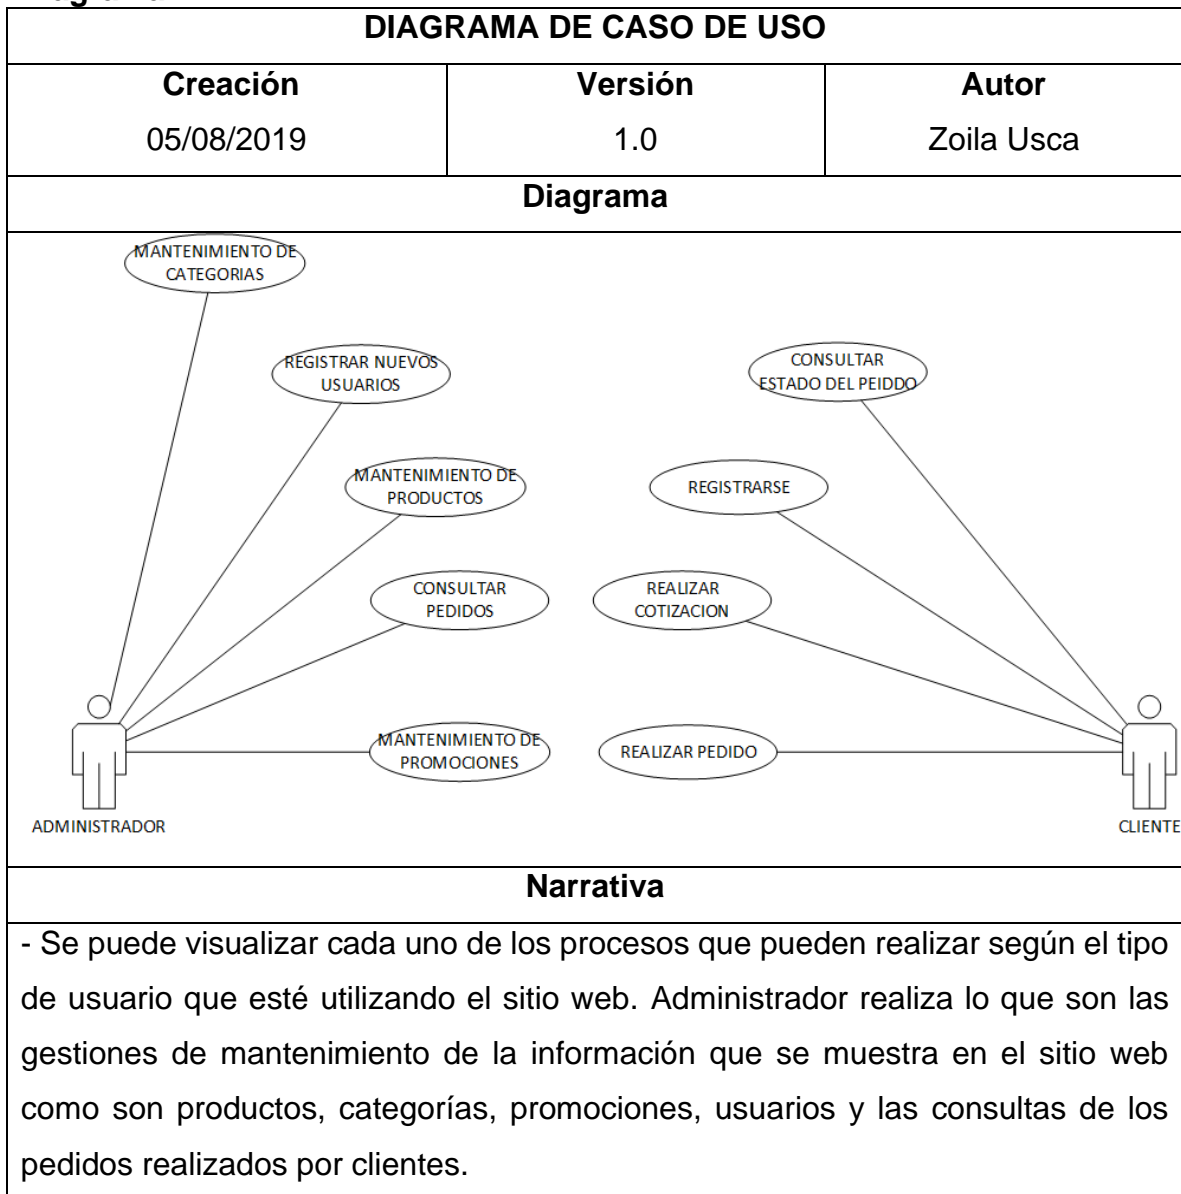 DIAGRAMA DE CASO DE USO
Creación Versión Autor
05/08/2019 1.0 Zoila Usca
Diagrama
MANTENIMIENTO DE
CATEGORIAS
REGISTRAR NUEVOS
USUARIOS
CONSULTAR
ESTADO DEL PEIDDO
MANTENIMIENTO DE
PRODUCTOS
REGISTRARSE
CONSULTAR
PEDIDOS
REALIZAR
COTIZACION
MANTENIMIENTO DE
PROMOCIONES
REALIZAR PEDIDO
ADMINISTRADOR
CLIENTE
Narrativa
- Se puede visualizar cada uno de los procesos que pueden realizar según el tipo
de usuario que esté utilizando el sitio web. Administrador realiza lo que son las
gestiones de mantenimiento de la información que se muestra en el sitio web
como son productos, categorías, promociones, usuarios y las consultas de los
pedidos realizados por clientes.